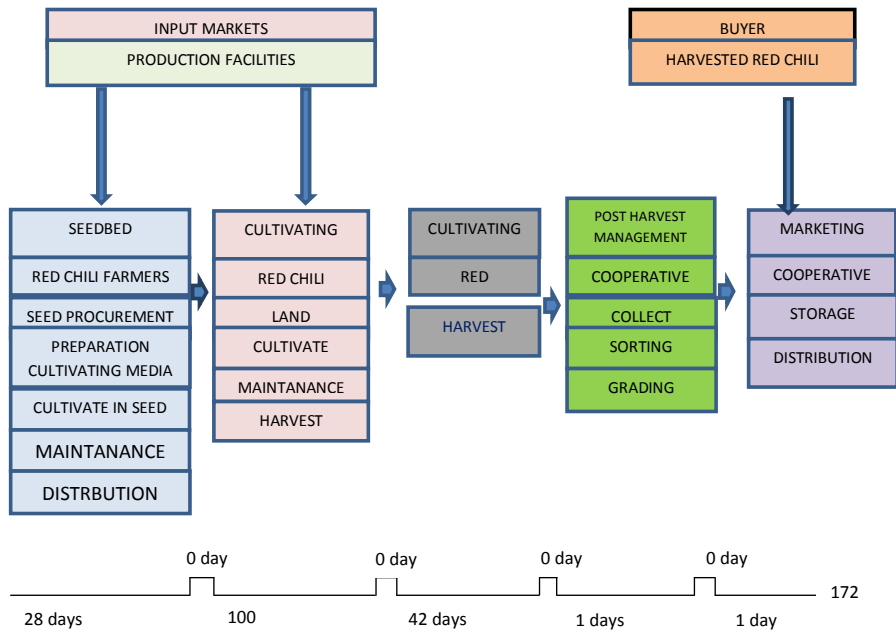 INPUT MARKETS
PRODUCTION FACILITIES
BUYER
HARVESTED RED CHILI
SEEDBED
RED CHILI FARMERS
SEED PROCUREMENT
PREPARATION
CULTIVATING MEDIA
CULTIVATE IN SEED
MAINTANANCE
DISTRBUTION
CULTIVATING
RED CHILI
LAND
CULTIVATE
MAINTANANCE
HARVEST
CULTIVATING
RED
HARVEST
POST HARVEST
MANAGEMENT
COOPERATIVE
COLLECT
SORTING
GRADING
MARKETING
COOPERATIVE
STORAGE
DISTRIBUTION
0 day
0 day
0 day
0 day
172
28 days
100
42 days
1 days
1 day